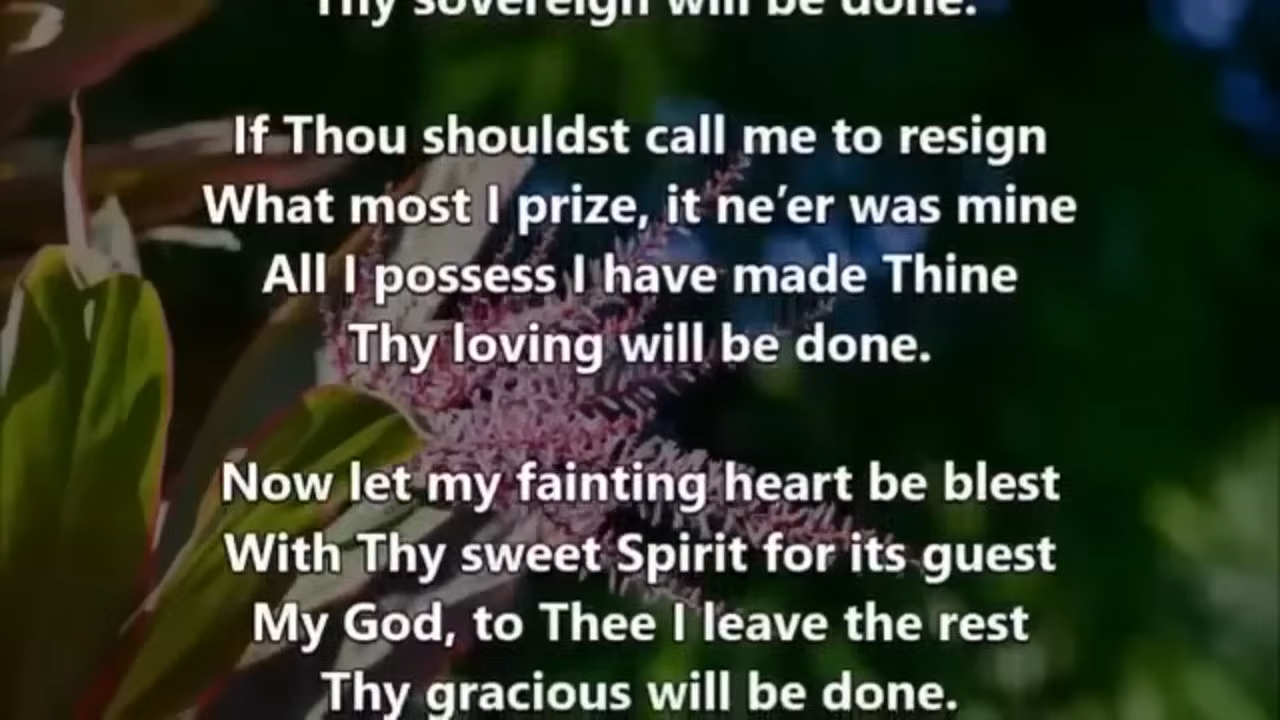 Thy sovereign will be done.
If Thou shouldst call me to resign
What most I prize, it ne’er was mine
All I possess I have made Thine
Thy loving will be done.
Now let my fainting heart be blest
With Thy sweet Spirit for its guest
My God, to Thee I leave the rest
Thy gracious will be done.